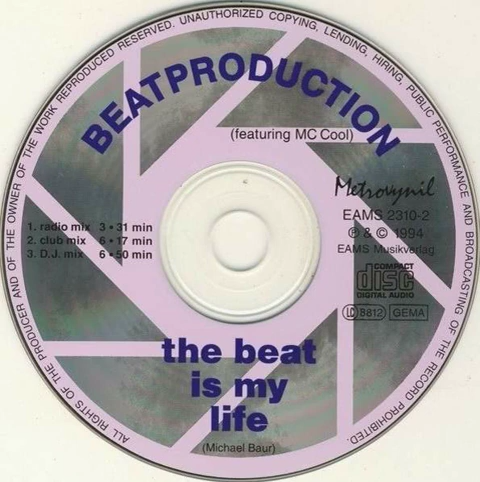 ALL RIGHTS OF THE PRODUCER AND OF THE OWNER OF THE WORK REPRODUCED RESERVED. UNAUTHORIZED COPYING, LENDING, HIRING, PUBLIC PERFORMANCE AND BROADCASTING OF THE RECORD PROHIBITED.
BEATPRODUCTION
(featuring MC Cool)
Metrovynil
EAMS 2310-2
℗ & © 1994
EAMS Musikverlag
COMPACT
disc
DIGITAL AUDIO
LC 8812 GEMA
1. radio mix 3 • 31 min
2. club mix 6 • 17 min
3. D.J. mix 6 • 50 min
the beat
is my
life
(Michael Baur)